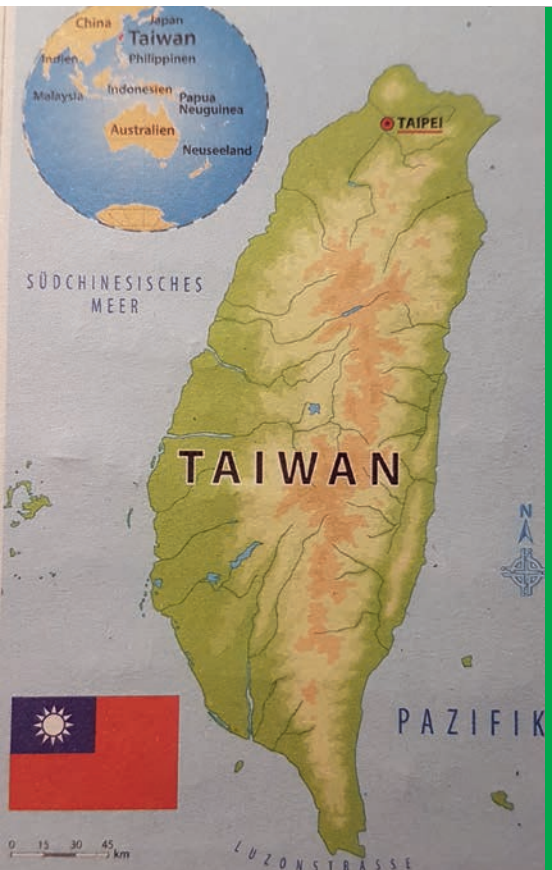 China
Japan
Taiwan
Indien
Philippinen
Malaysia
Indonesien
Papua
Neuguinea
Australien
Neuseeland
TAIPEI
SÜDCHINESISCHES
MEER
TAIWAN
N
PAZIFIK
0 15 30 45 km
LUZONSTRASSE